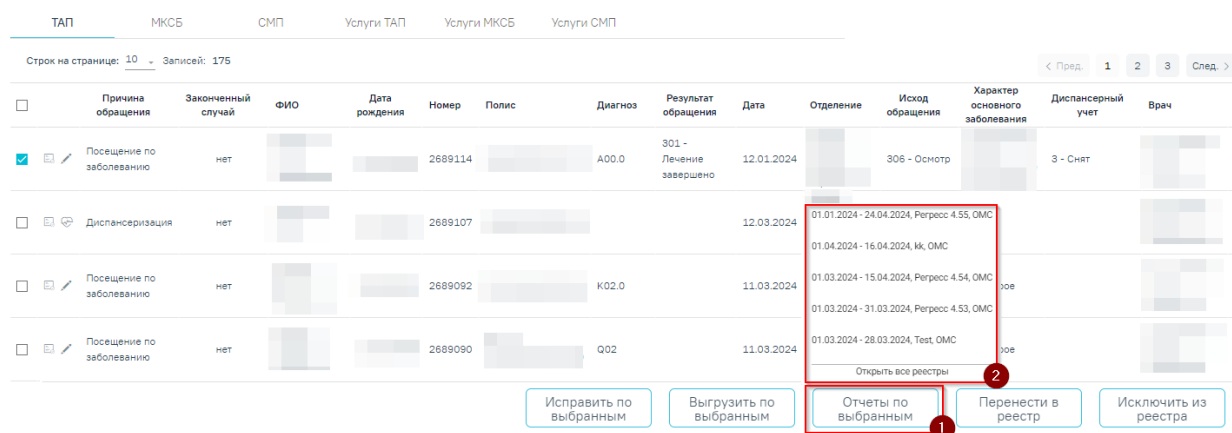 ТАП МКСБ СМП Услуги ТАП Услуги МКСБ Услуги СМП
Строк на странице: 10 Записей: 175 < Пред. 1 2 3 След. >
Причина обращения Законченный случай ФИО Дата рождения Номер Полис Диагноз Результат обращения Дата Отделение Исход обращения Характер основного заболевания Диспансерный учет Врач
Посещение по заболеванию нет 2689114 A00.0 301 - Лечение завершено 12.01.2024 306 - Осмотр 3 - Снят
Диспансеризация нет 2689107 12.03.2024
Посещение по заболеванию нет 2689092 K02.0 11.03.2024 рое
Посещение по заболеванию нет 2689090 Q02 11.03.2024 рое
01.01.2024 - 24.04.2024, Регресс 4.55, ОМС
01.04.2024 - 16.04.2024, kk, ОМС
01.03.2024 - 15.04.2024, Регресс 4.54, ОМС
01.03.2024 - 31.03.2024, Регресс 4.53, ОМС
01.03.2024 - 28.03.2024, Test, ОМС
Открыть все реестры
2
Исправить по выбранным Выгрузить по выбранным Отчеты по выбранным Перенести в реестр Исключить из реестра
1